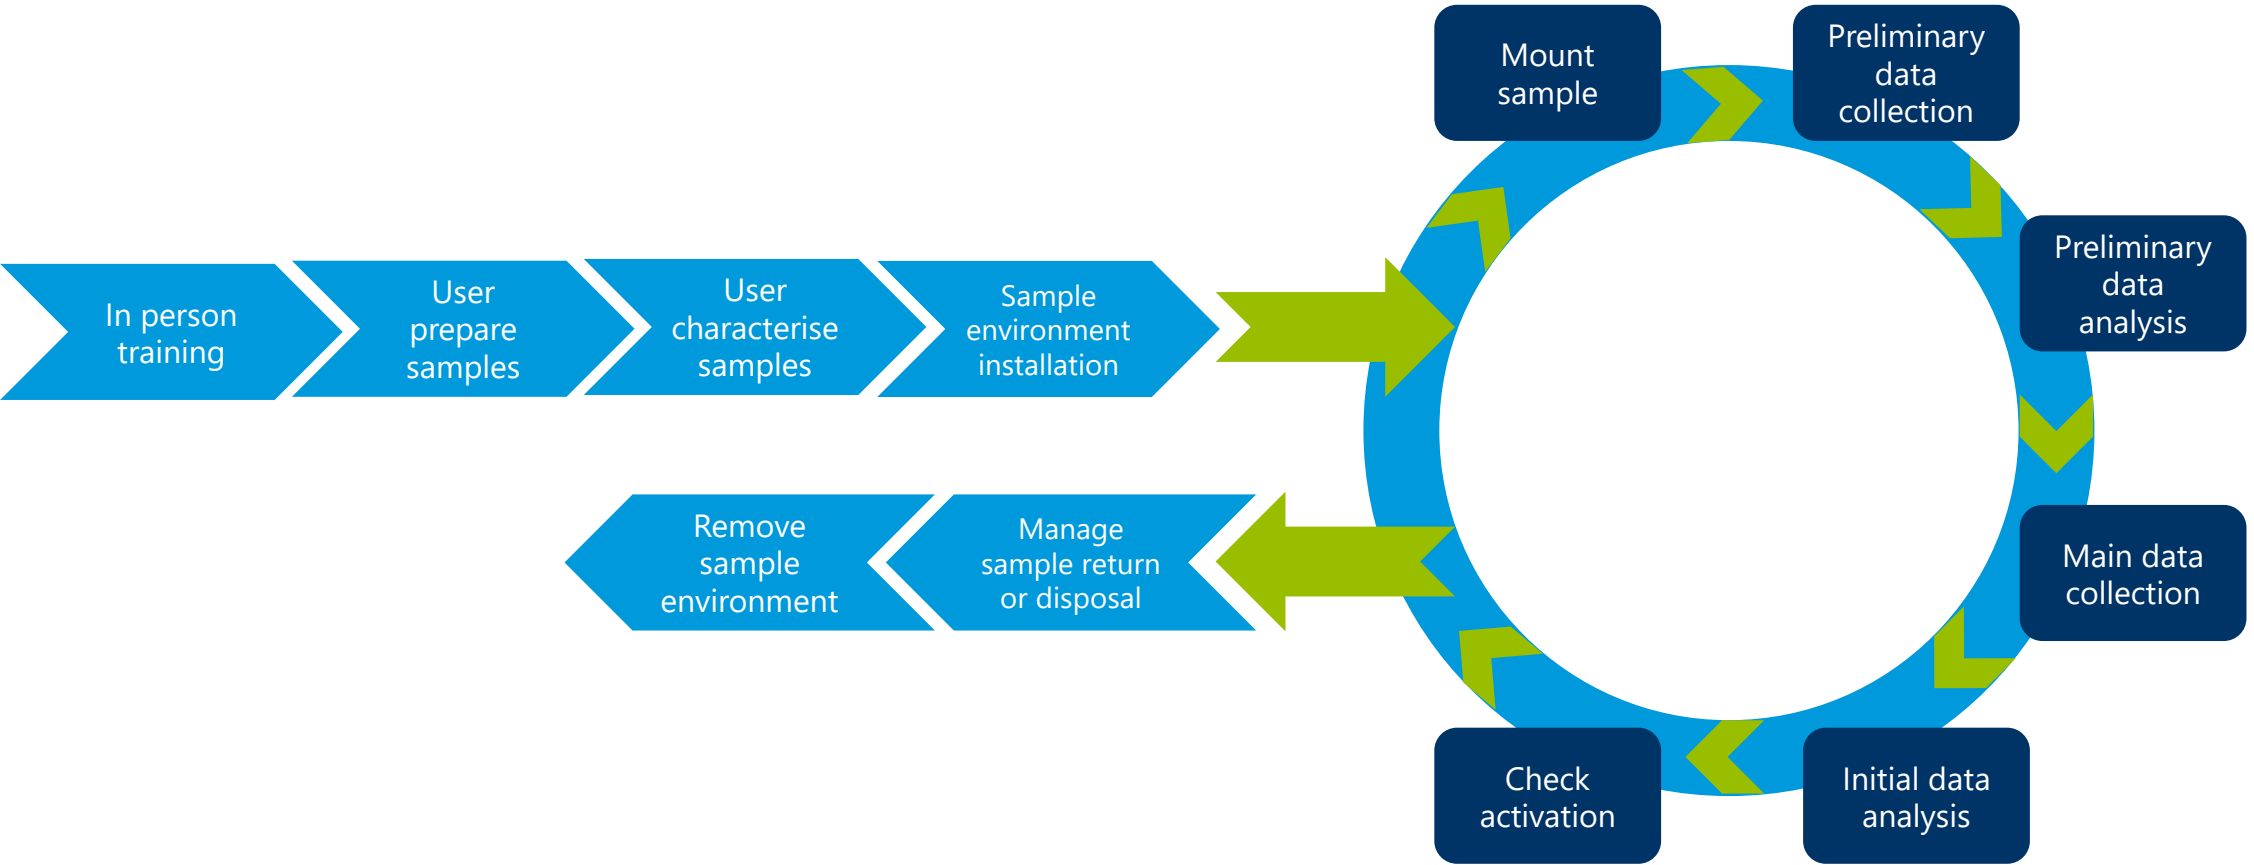 In person
training
User
prepare
samples
User
characterise
samples
Sample
environment
installation
Mount
sample
Preliminary
data
collection
Preliminary
data
analysis
Main data
collection
Initial data
analysis
Check
activation
Manage
sample return
or disposal
Remove
sample
environment